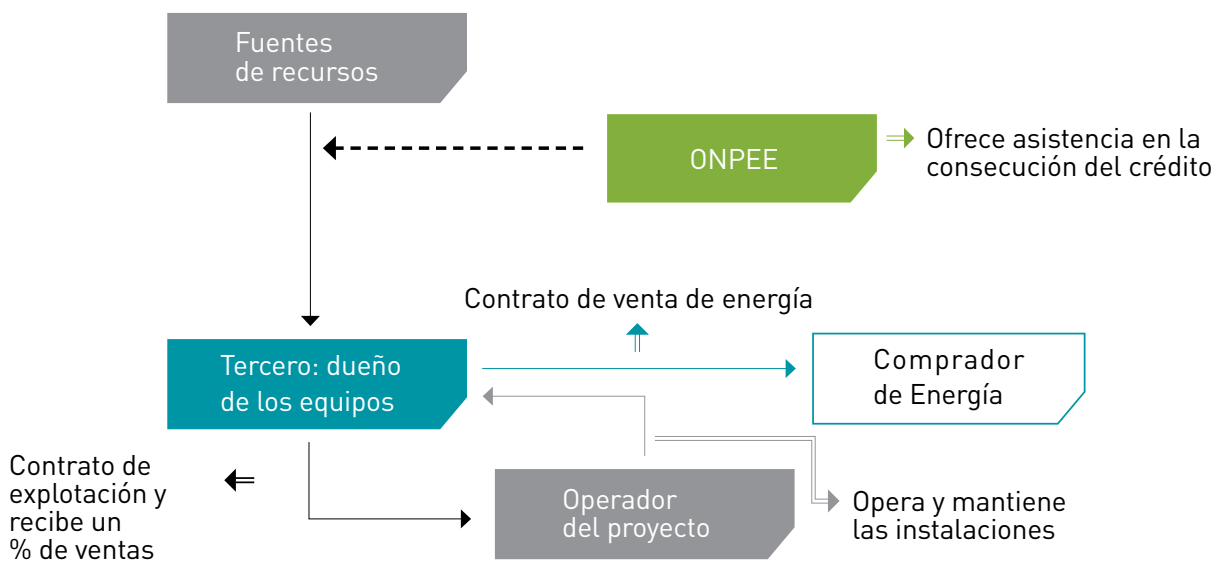 Fuentes
de recursos
ONPEE
Ofrece asistencia en la
consecución del crédito
Contrato de venta de energía
Tercero: dueño
de los equipos
Comprador
de Energía
Contrato de
explotación y
recibe un
% de ventas
Operador
del proyecto
Opera y mantiene
las instalaciones